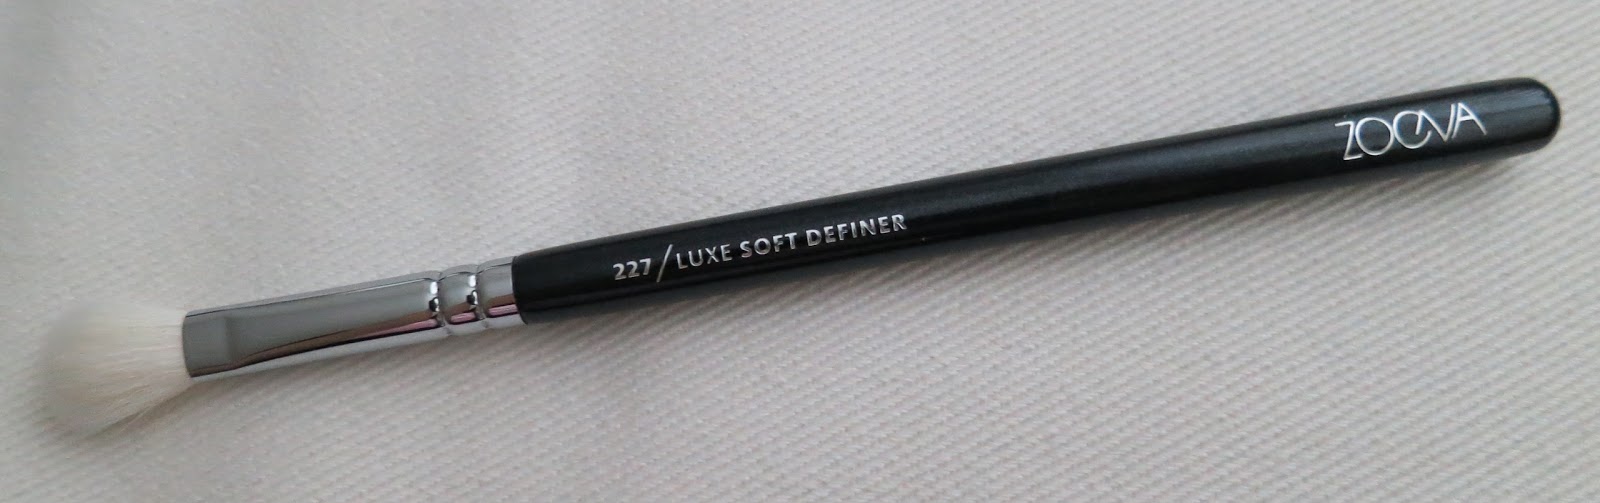 227/LUXE SOFT DEFINER
ZOEVA